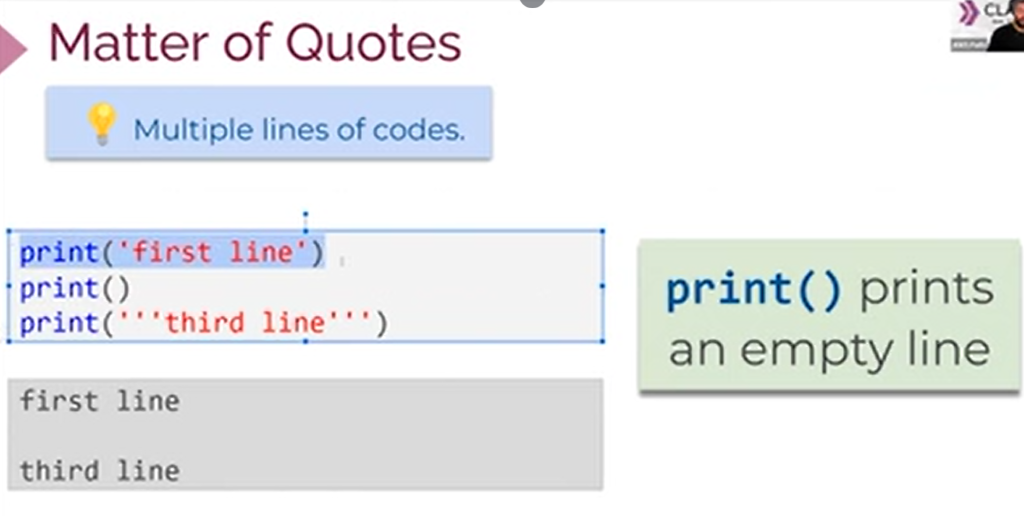 Matter of Quotes
Multiple lines of codes.
print('first line')
print()
print('''third line''')
print() prints
an empty line
first line
third line